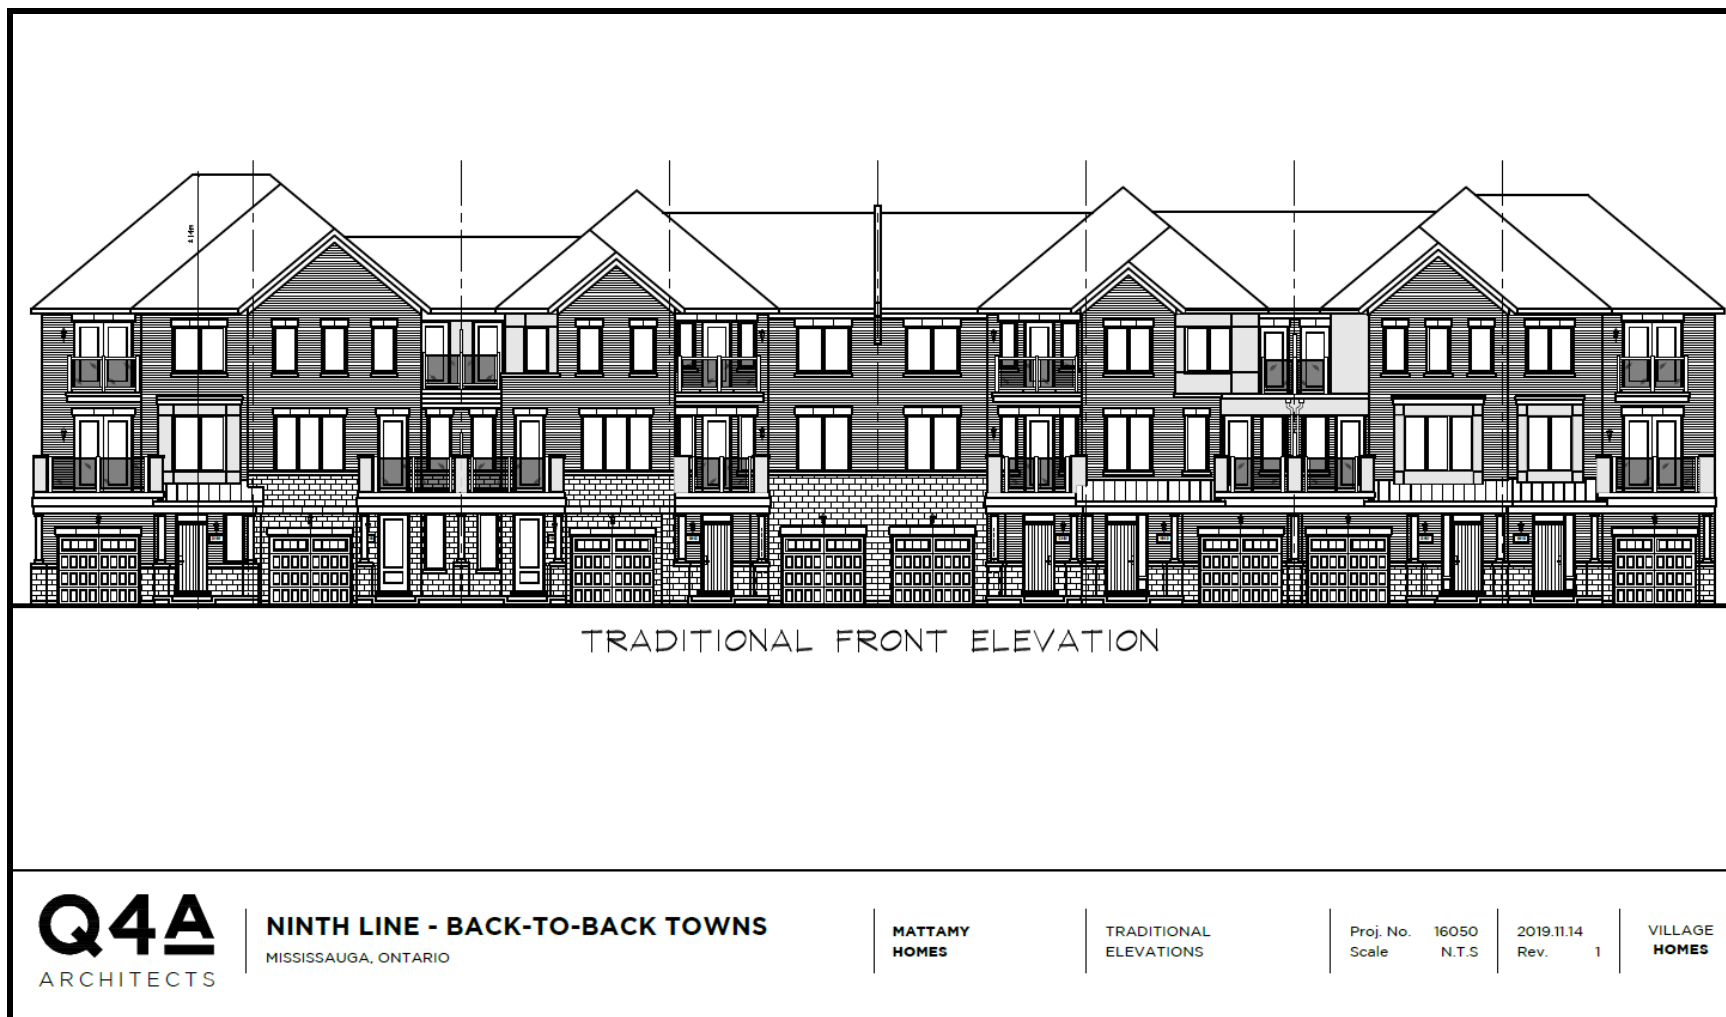 TRADITIONAL FRONT ELEVATION
Q4A
ARCHITECTS
NINTH LINE - BACK-TO-BACK TOWNS
MISSISSAUGA, ONTARIO
MATTAMY
HOMES
TRADITIONAL
ELEVATIONS
Proj. No. 16050
Scale N.T.S
2019.11.14
Rev. 1
VILLAGE
HOMES